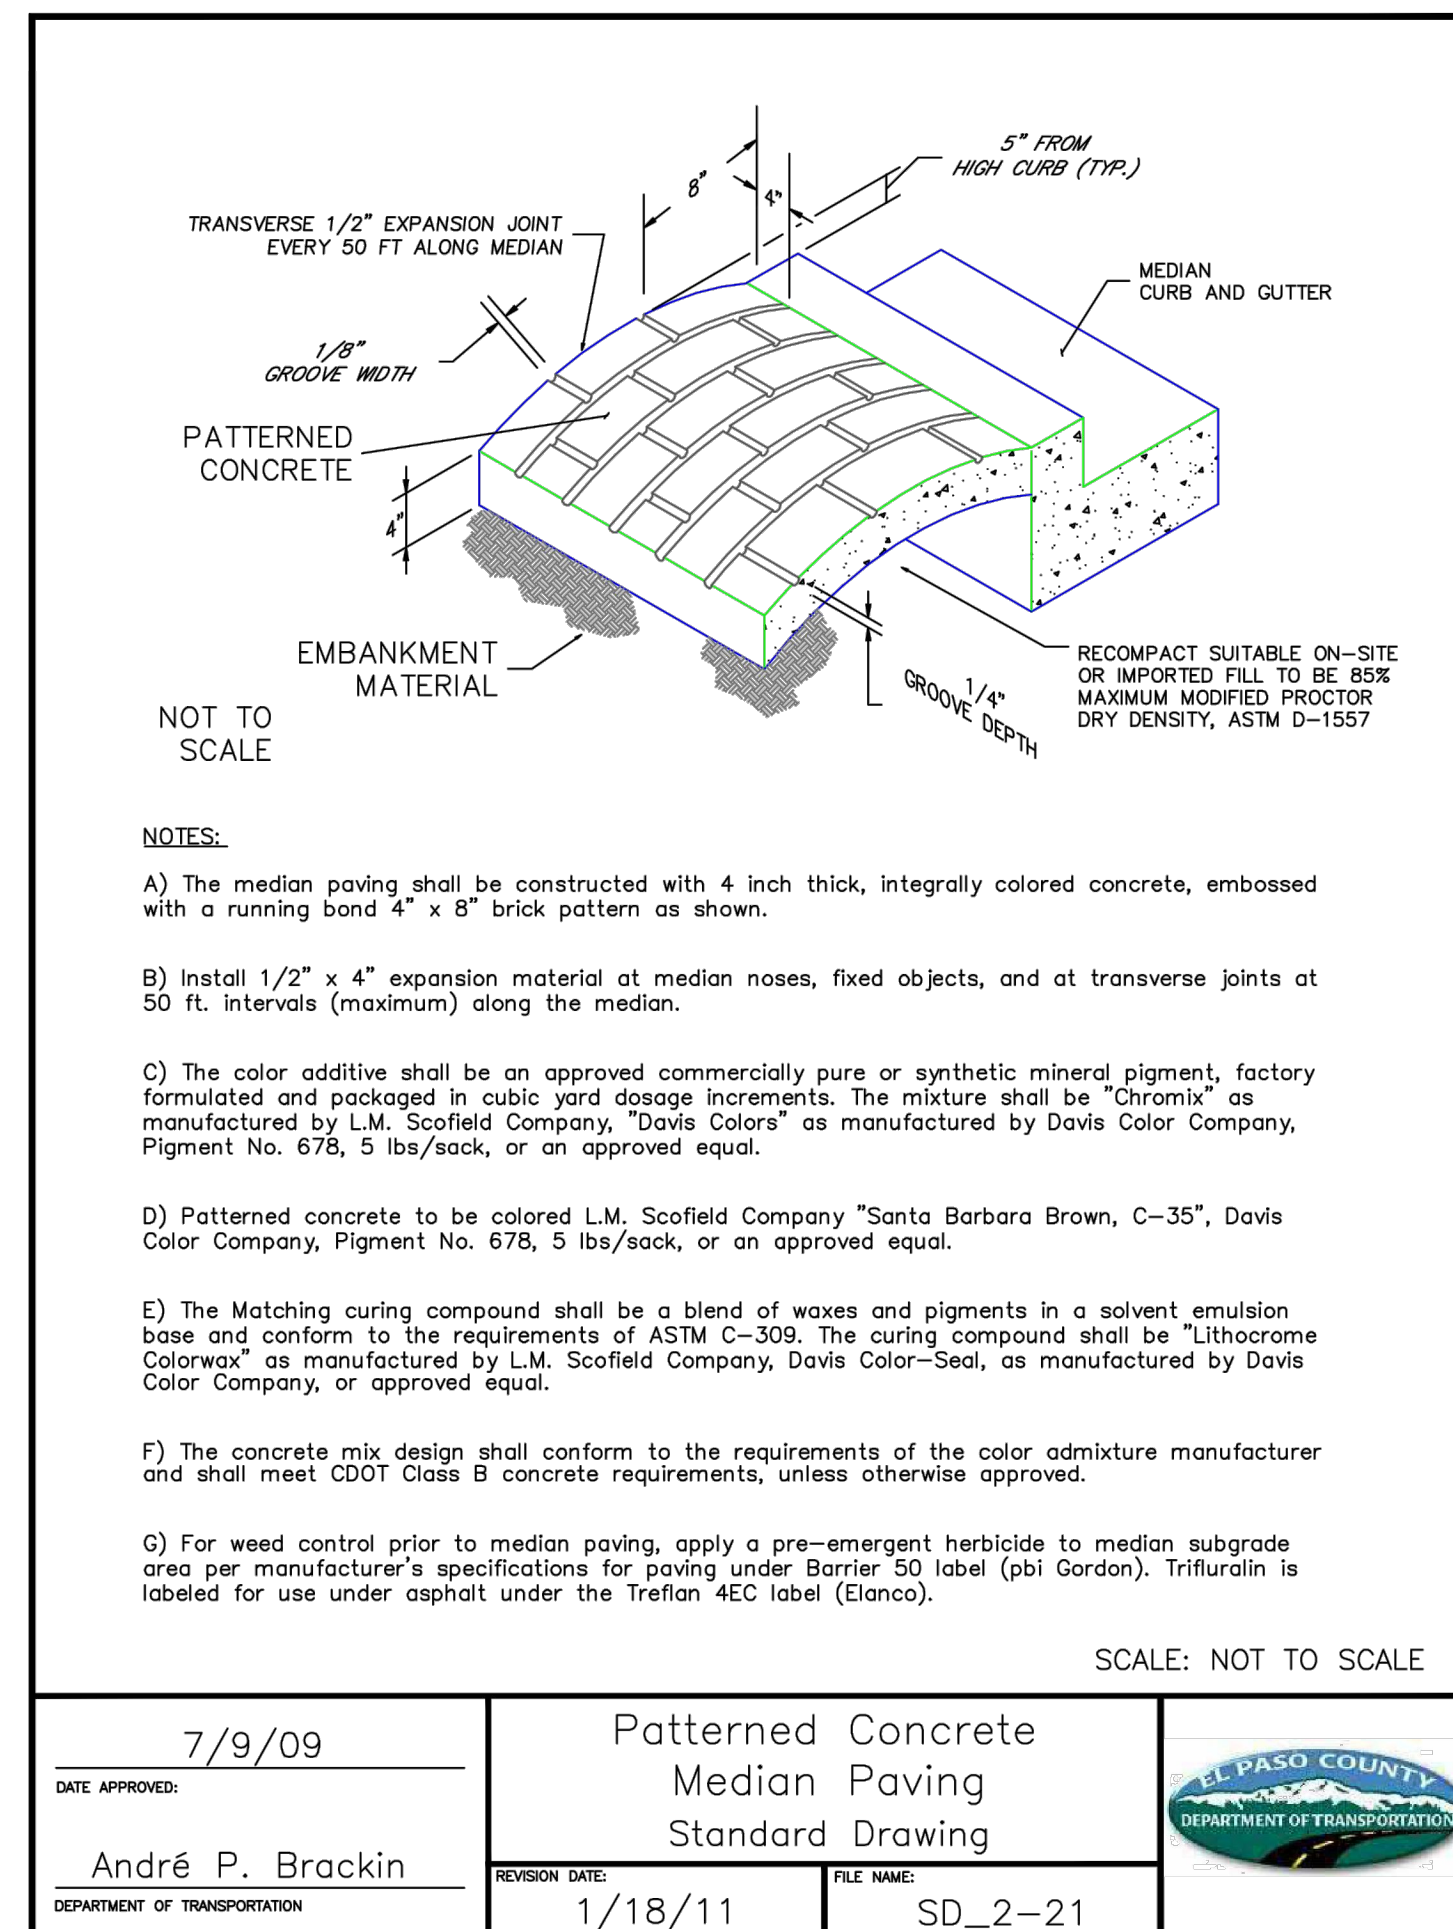 5” FROM
HIGH CURB (TYP.)
8”
4”
TRANSVERSE 1/2” EXPANSION JOINT
EVERY 50 FT ALONG MEDIAN
MEDIAN
CURB AND GUTTER
1/8”
GROOVE WIDTH
PATTERNED
CONCRETE
4”
EMBANKMENT
MATERIAL
RECOMPACT SUITABLE ON-SITE
OR IMPORTED FILL TO BE 85%
MAXIMUM MODIFIED PROCTOR
DRY DENSITY, ASTM D-1557
1/4”
GROOVE DEPTH
NOT TO
SCALE
NOTES:
A) The median paving shall be constructed with 4 inch thick, integrally colored concrete, embossed
with a running bond 4” x 8” brick pattern as shown.
B) Install 1/2” x 4” expansion material at median noses, fixed objects, and at transverse joints at
50 ft. intervals (maximum) along the median.
C) The color additive shall be an approved commercially pure or synthetic mineral pigment, factory
formulated and packaged in cubic yard dosage increments. The mixture shall be ”Chromix” as
manufactured by L.M. Scofield Company, ”Davis Colors” as manufactured by Davis Color Company,
Pigment No. 678, 5 lbs/sack, or an approved equal.
D) Patterned concrete to be colored L.M. Scofield Company ”Santa Barbara Brown, C-35”, Davis
Color Company, Pigment No. 678, 5 lbs/sack, or an approved equal.
E) The Matching curing compound shall be a blend of waxes and pigments in a solvent emulsion
base and conform to the requirements of ASTM C-309. The curing compound shall be ”Lithocrome
Colorwax” as manufactured by L.M. Scofield Company, Davis Color-Seal, as manufactured by Davis
Color Company, or approved equal.
F) The concrete mix design shall conform to the requirements of the color admixture manufacturer
and shall meet CDOT Class B concrete requirements, unless otherwise approved.
G) For weed control prior to median paving, apply a pre-emergent herbicide to median subgrade
area per manufacturer's specifications for paving under Barrier 50 label (pbi Gordon). Trifluralin is
labeled for use under asphalt under the Treflan 4EC label (Elanco).
SCALE: NOT TO SCALE
7/9/09
DATE APPROVED:
André P. Brackin
DEPARTMENT OF TRANSPORTATION
Patterned Concrete
Median Paving
Standard Drawing
REVISION DATE:
1/18/11
FILE NAME:
SD_2-21
EL PASO COUNTY
DEPARTMENT OF TRANSPORTATION